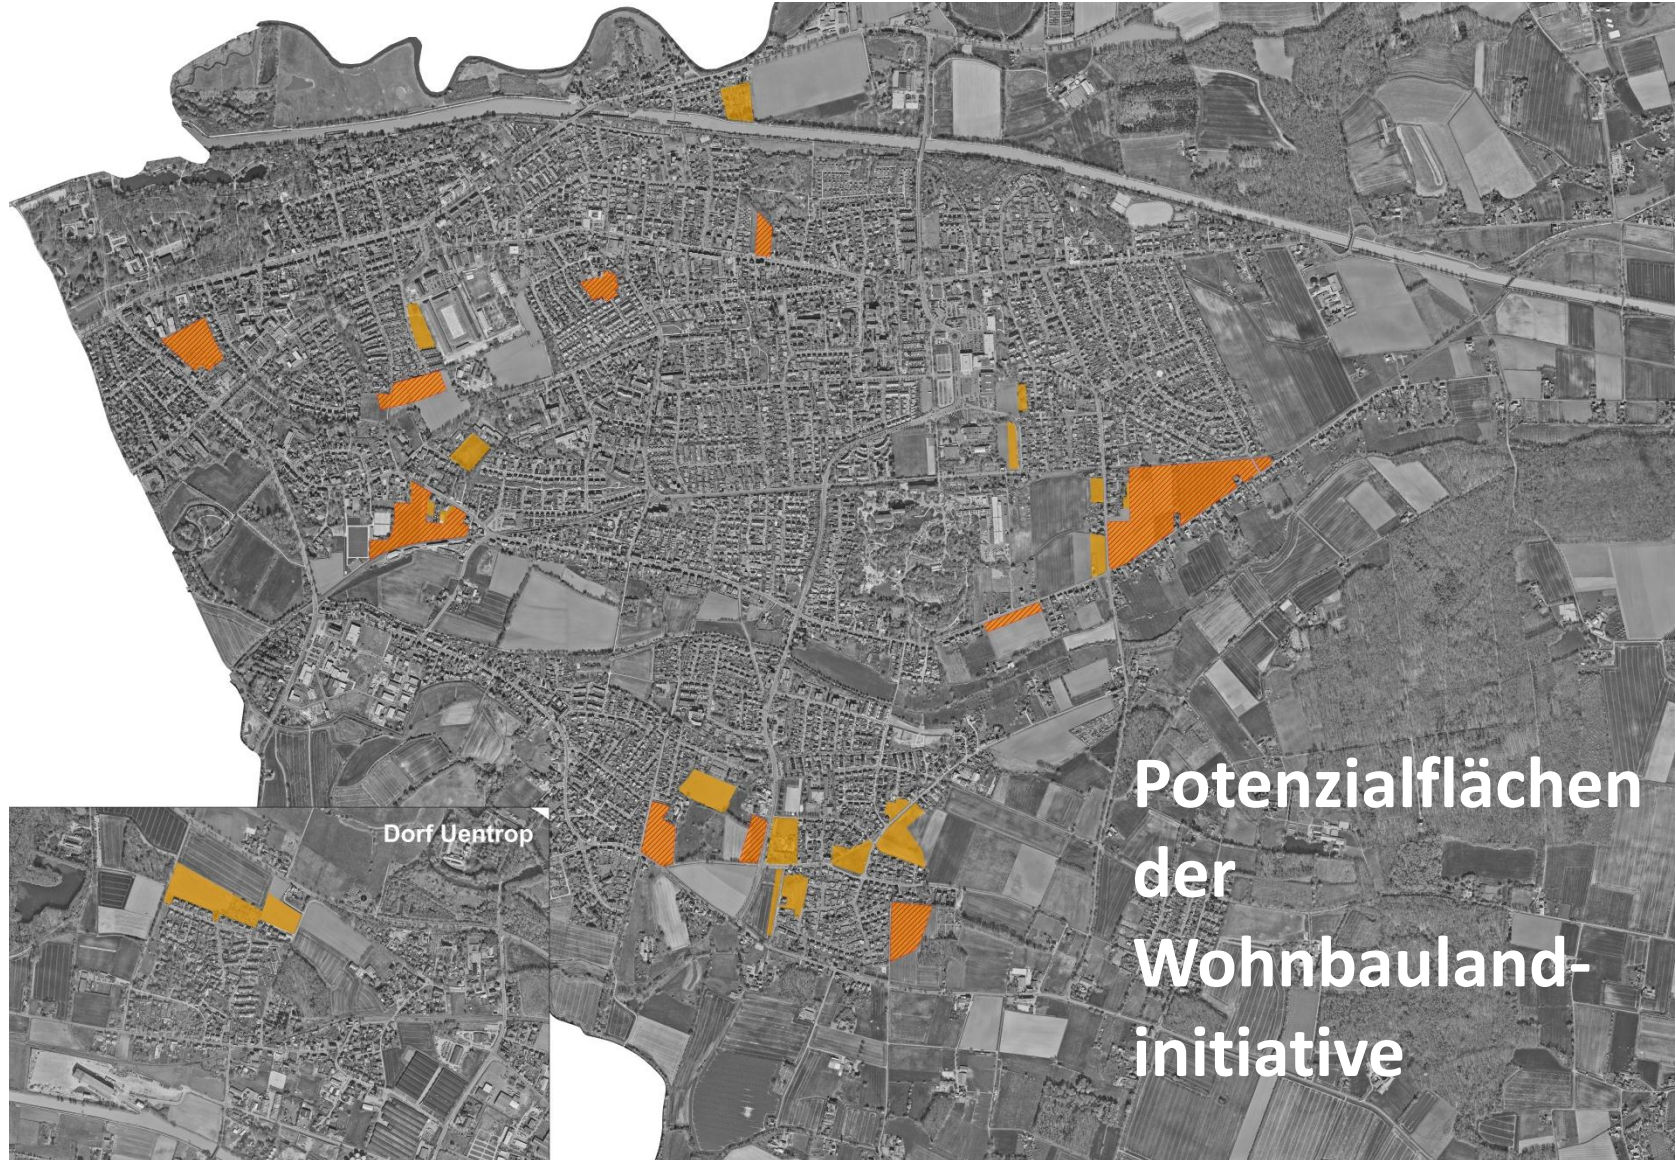 Dorf Uentrop
Potenzialflächen
der
Wohnbauland-
initiative